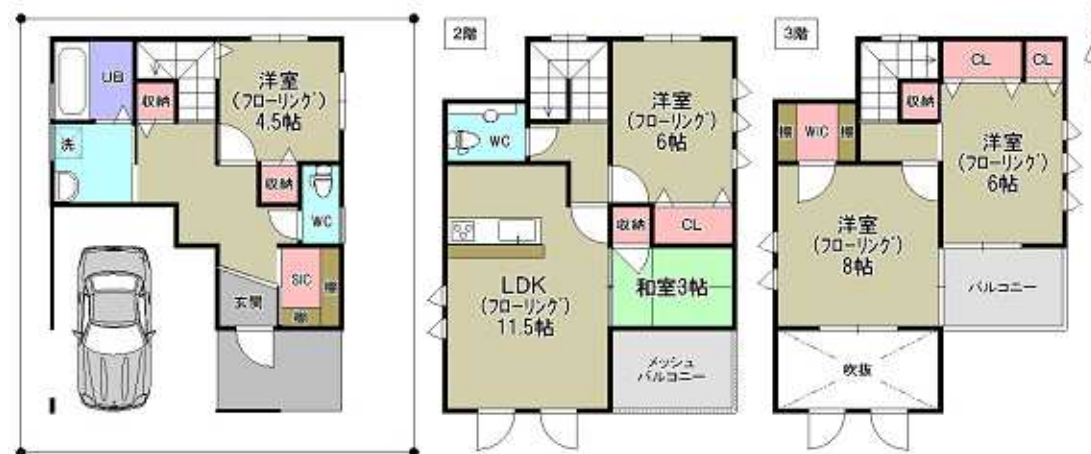 UB
収納
洋室
(フローリング)
4.5帖
洗
収納
WC
SIC
棚
棚
玄関
2階
洋室
(フローリング)
6帖
WC
収納
CL
LDK
(フローリング)
11.5帖
和室3帖
メッシュ
バルコニー
3階
CL
CL
収納
棚
WIC
棚
洋室
(フローリング)
6帖
洋室
(フローリング)
8帖
バルコニー
吹抜